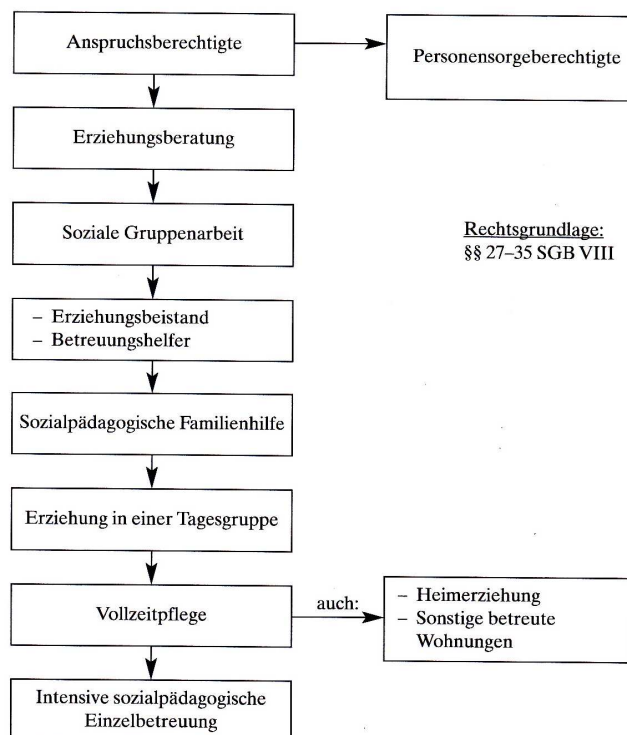 Anspruchsberechtigte
Personensorgeberechtigte
Erziehungsberatung
Soziale Gruppenarbeit
Rechtsgrundlage:
§§ 27–35 SGB VIII
– Erziehungsbeistand
– Betreuungshelfer
Sozialpädagogische Familienhilfe
Erziehung in einer Tagesgruppe
Vollzeitpflege
auch:
– Heimerziehung
– Sonstige betreute
Wohnungen
Intensive sozialpädagogische
Einzelbetreuung